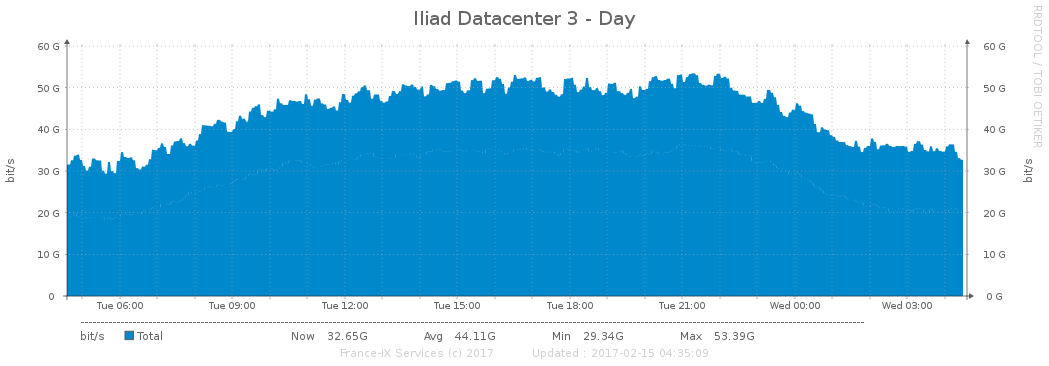 Iliad Datacenter 3 - Day
RRDTOOL / TOBI OETIKER
60 G 60 G
50 G 50 G
40 G 40 G
30 G 30 G
20 G 20 G
10 G 10 G
0 0 G
bit/s bit/s
Tue 06:00 Tue 09:00 Tue 12:00 Tue 15:00 Tue 18:00 Tue 21:00 Wed 00:00 Wed 03:00
bit/s Total Now 32.65G Avg 44.11G Min 29.34G Max 53.39G
France-IX Services (c) 2017 Updated : 2017-02-15 04:35:09